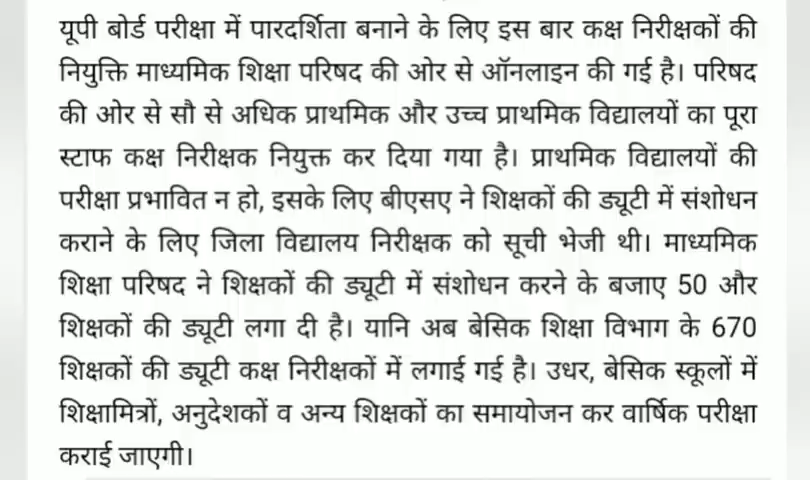 यूपी बोर्ड परीक्षा में पारदर्शिता बनाने के लिए इस बार कक्ष निरीक्षकों की
नियुक्ति माध्यमिक शिक्षा परिषद की ओर से ऑनलाइन की गई है। परिषद
की ओर से सौ से अधिक प्राथमिक और उच्च प्राथमिक विद्यालयों का पूरा
स्टाफ कक्ष निरीक्षक नियुक्त कर दिया गया है। प्राथमिक विद्यालयों की
परीक्षा प्रभावित न हो, इसके लिए बीएसए ने शिक्षकों की ड्यूटी में संशोधन
कराने के लिए जिला विद्यालय निरीक्षक को सूची भेजी थी। माध्यमिक
शिक्षा परिषद ने शिक्षकों की ड्यूटी में संशोधन करने के बजाए 50 और
शिक्षकों की ड्यूटी लगा दी है। यानि अब बेसिक शिक्षा विभाग के 670
शिक्षकों की ड्यूटी कक्ष निरीक्षकों में लगाई गई है। उधर, बेसिक स्कूलों में
शिक्षामित्रों, अनुदेशकों व अन्य शिक्षकों का समायोजन कर वार्षिक परीक्षा
कराई जाएगी।